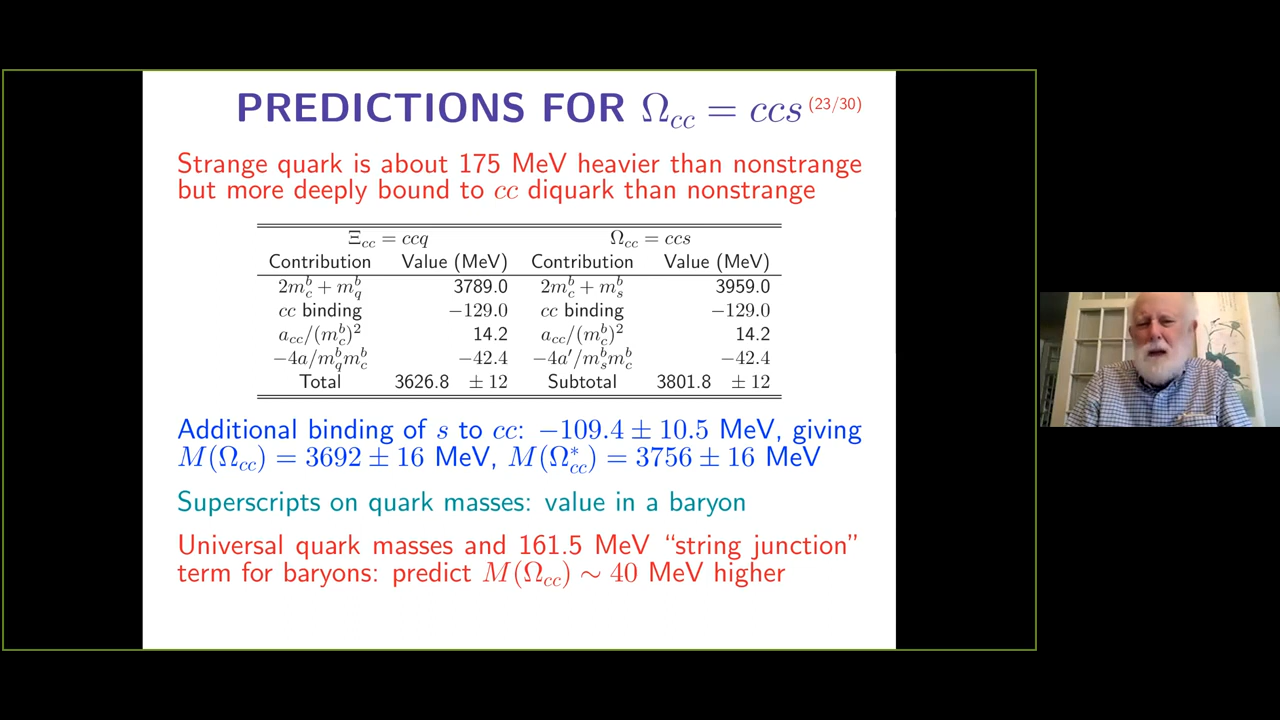 PREDICTIONS FOR Ω_cc = ccs (23/30)
Strange quark is about 175 MeV heavier than nonstrange
but more deeply bound to cc diquark than nonstrange
Ξ_cc = ccq Ω_cc = ccs
Contribution Value (MeV) Contribution Value (MeV)
2m_c^b + m_q^b 3789.0 2m_c^b + m_s^b 3959.0
cc binding −129.0 cc binding −129.0
a_cc/(m_c^b)^2 14.2 a_cc/(m_c^b)^2 14.2
−4a/m_q^b m_c^b −42.4 −4a′/m_s^b m_c^b −42.4
Total 3626.8 ± 12 Subtotal 3801.8 ± 12
Additional binding of s to cc: −109.4 ± 10.5 MeV, giving
M(Ω_cc) = 3692 ± 16 MeV, M(Ω_cc^*) = 3756 ± 16 MeV
Superscripts on quark masses: value in a baryon
Universal quark masses and 161.5 MeV “string junction”
term for baryons: predict M(Ω_cc) ∼ 40 MeV higher